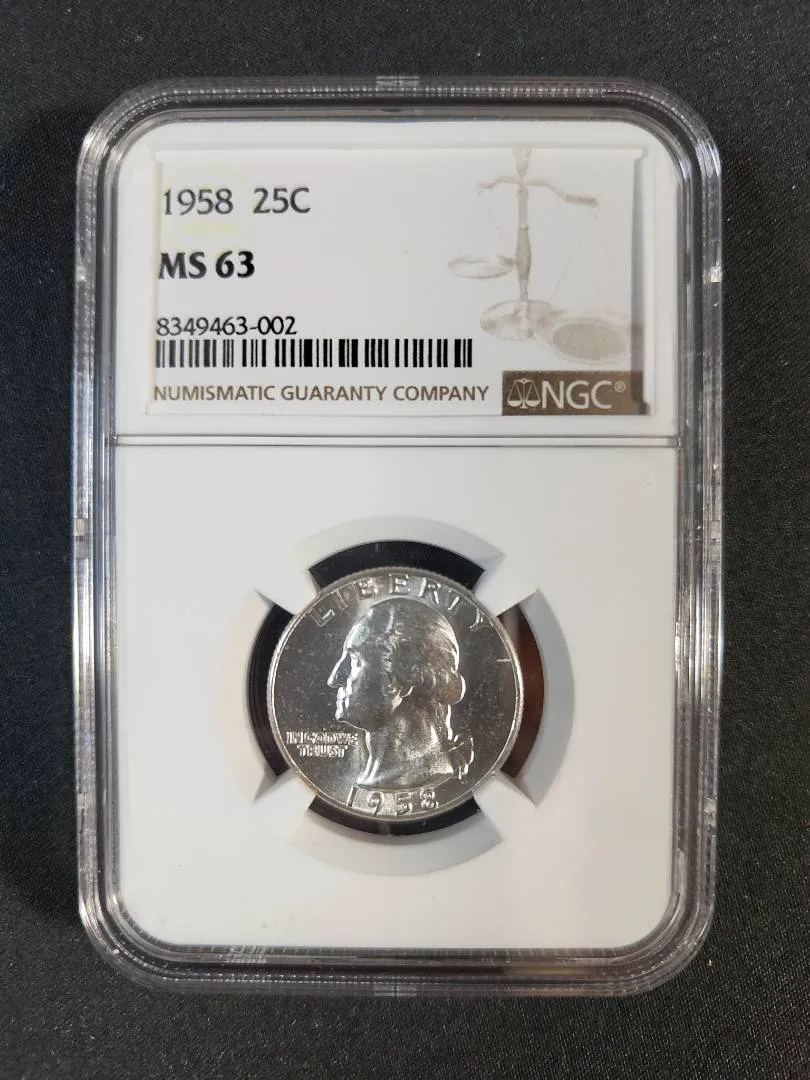 1958 25C
MS 63
8349463-002
NUMISMATIC GUARANTY COMPANY NGC®
LIBERTY
IN GOD WE
TRUST
1958